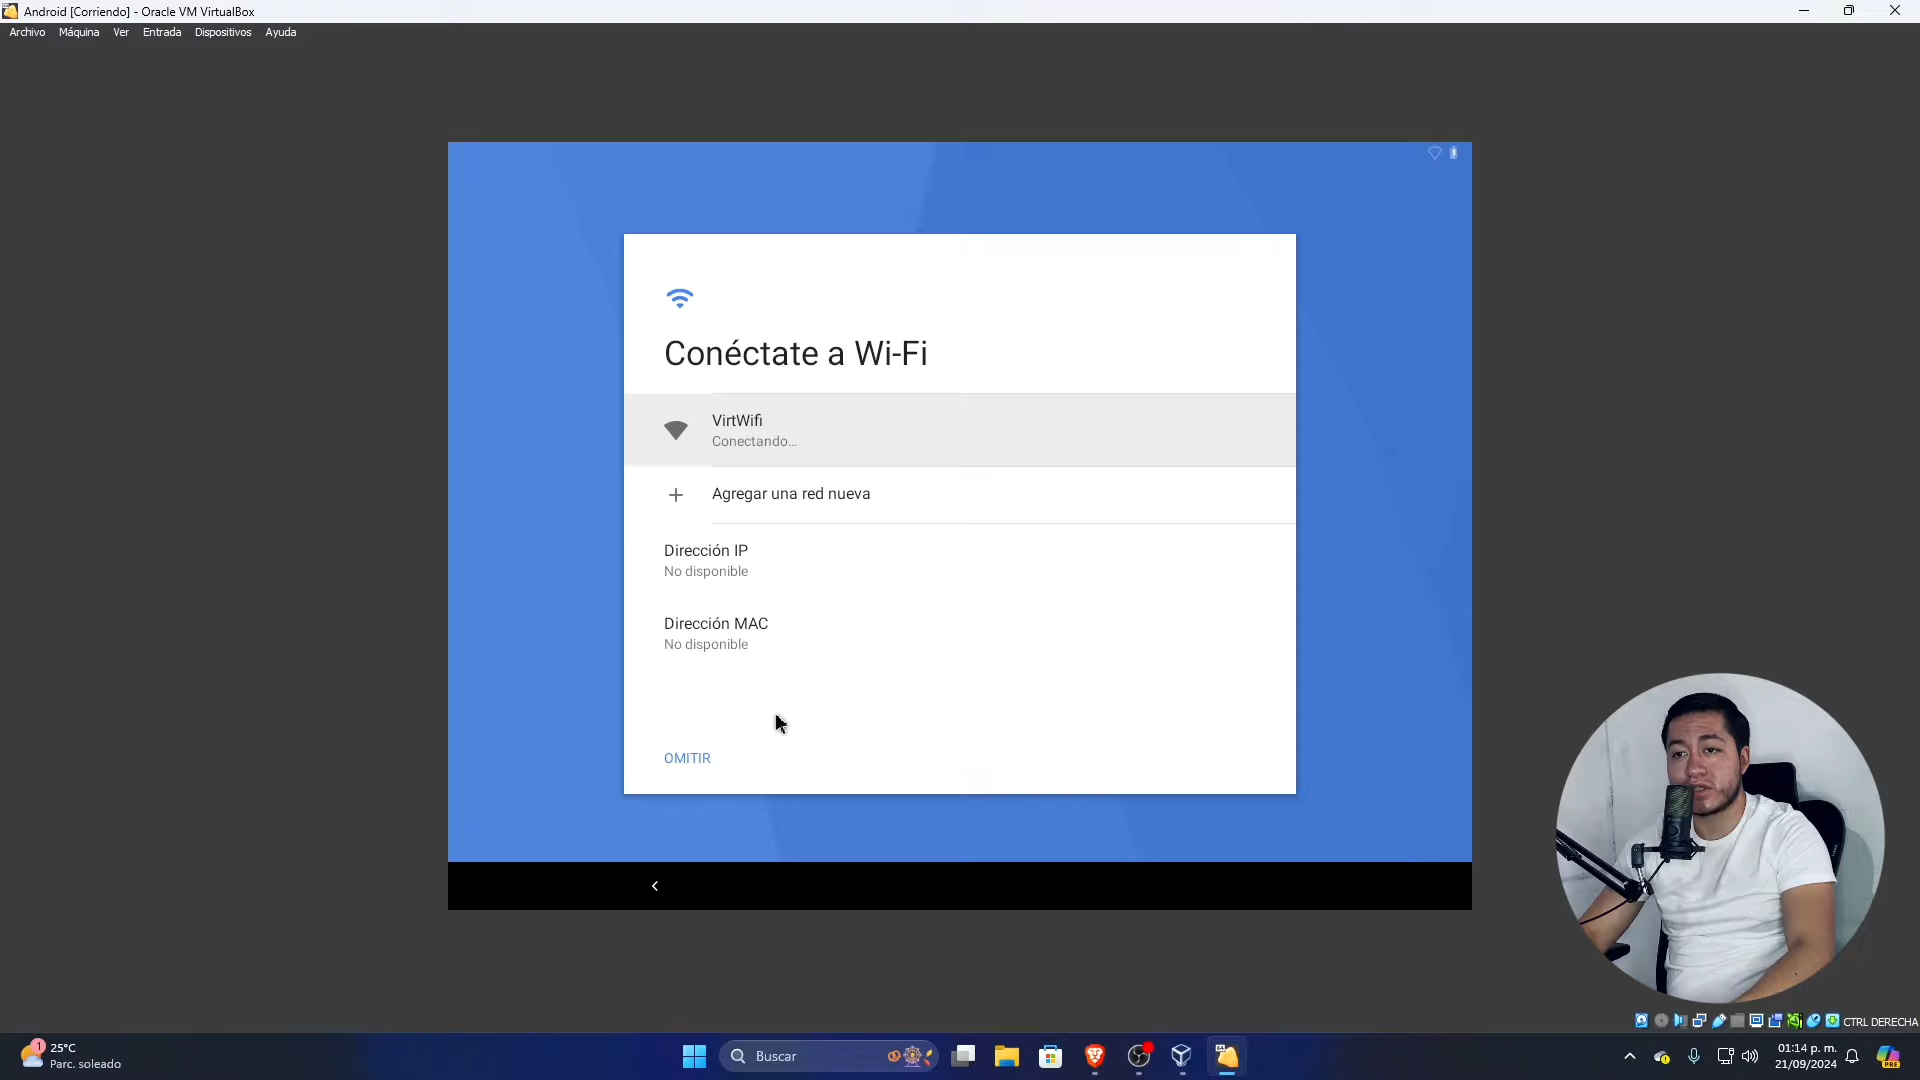 Android [Corriendo] - Oracle VM VirtualBox
Archivo Máquina Ver Entrada Dispositivos Ayuda
Conéctate a Wi-Fi
VirtWifi
Conectando…
Agregar una red nueva
Dirección IP
No disponible
Dirección MAC
No disponible
OMITIR
CTRL DERECHA
1
25°C
Parc. soleado
Buscar
01:14 p. m.
21/09/2024
PRE